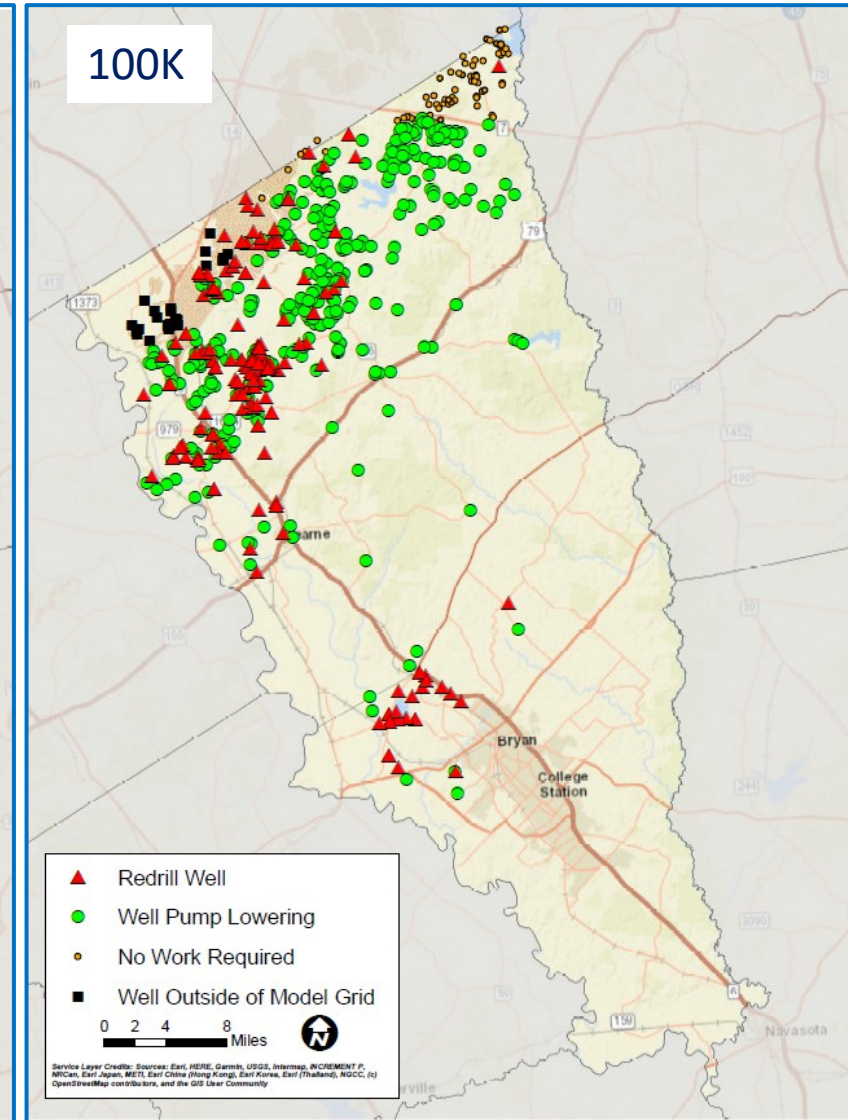 100K
14
7
79
413
1373
979
190
1452
39
Bryan
College
Station
244
3090
6
159
Navasota
Redrill Well
Well Pump Lowering
No Work Required
Well Outside of Model Grid
0 2 4 8
Miles
N
Service Layer Credits: Sources: Esri, HERE, Garmin, USGS, Intermap, INCREMENT P,
NRCan, Esri Japan, METI, Esri China (Hong Kong), Esri Korea, Esri (Thailand), NGCC, (c)
OpenStreetMap contributors, and the GIS User Community